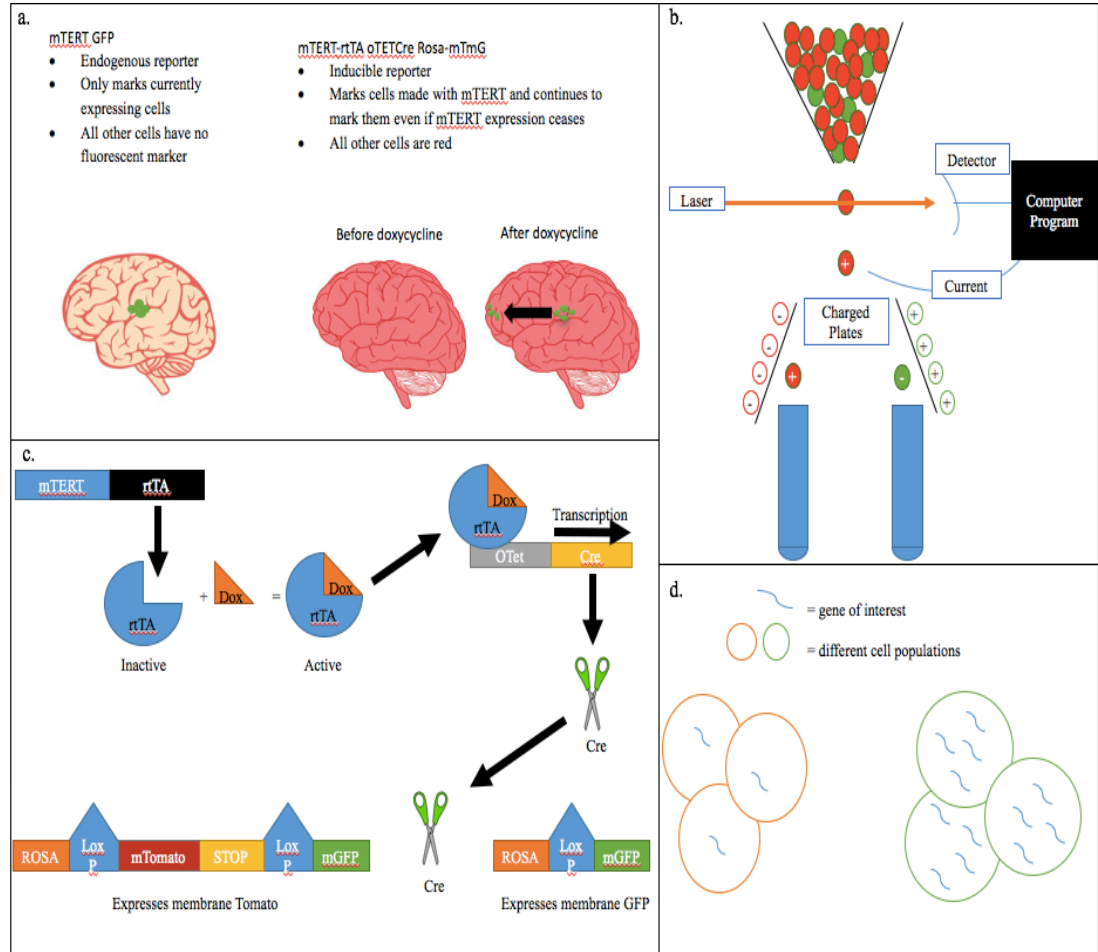 a.
mTERT GFP
• Endogenous reporter
• Only marks currently
expressing cells
• All other cells have no
fluorescent marker
mTERT-rtTA oTETCre Rosa-mTmG
• Inducible reporter
• Marks cells made with mTERT and continues to
mark them even if mTERT expression ceases
• All other cells are red
Before doxycycline
After doxycycline
b.
Detector
Laser
Computer
Program
+
Current
Charged
Plates
-
-
-
-
+
+
+
+
+
-
c.
mTERT rtTA
rtTA
+
Dox
=
Dox
rtTA
Inactive
Active
Dox
rtTA
Transcription
OTet Cre
Cre
ROSA
Lox
P
mTomato
STOP
Lox
P
mGFP
Cre
ROSA
Lox
P
mGFP
Expresses membrane Tomato
Expresses membrane GFP
d.
= gene of interest
= different cell populations